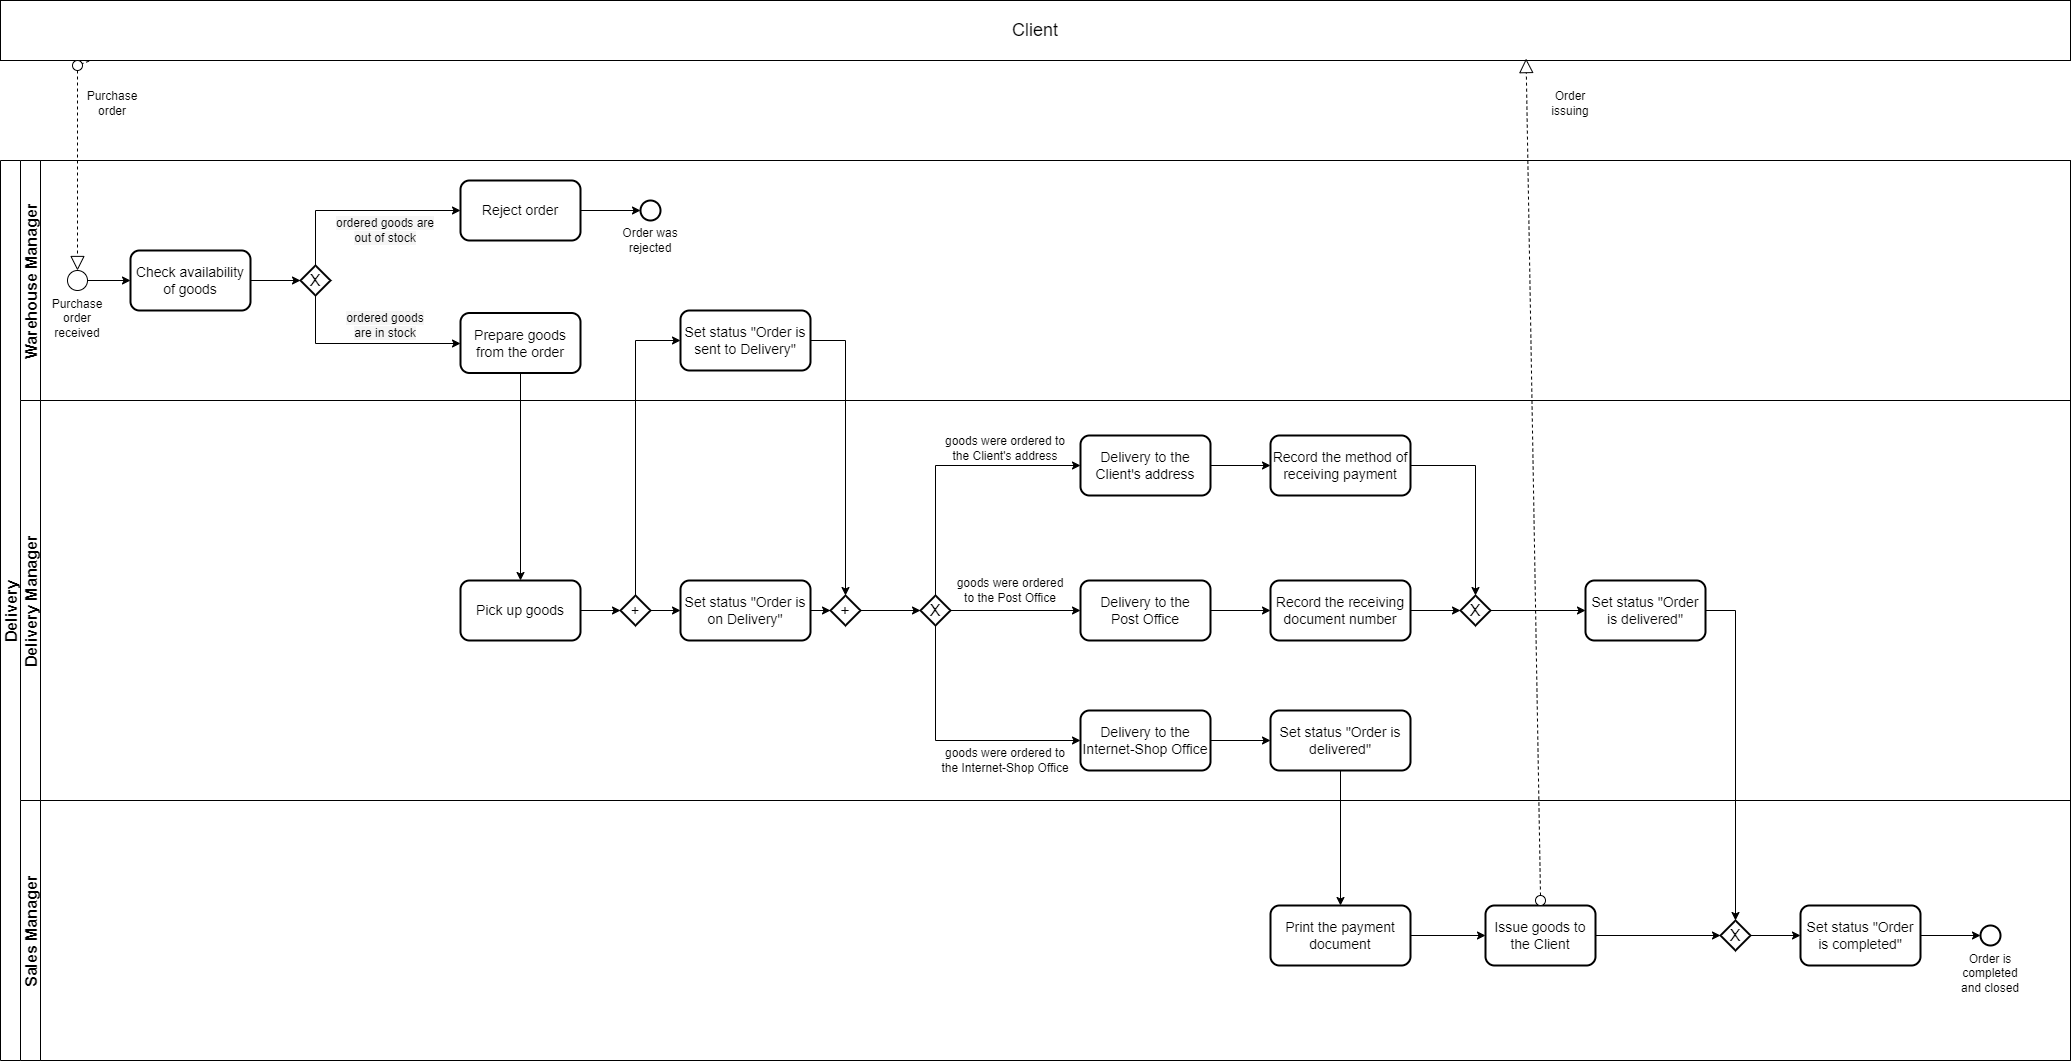 Client
Purchase
order
Order
issuing
Delivery
Warehouse Manager
Purchase
order
received
Check availability
of goods
X
ordered goods are
out of stock
Reject order
Order was
rejected
ordered goods
are in stock
Prepare goods
from the order
Set status "Order is
sent to Delivery"
Delivery Manager
Pick up goods
+
Set status "Order is
on Delivery"
+
X
goods were ordered to
the Client's address
Delivery to the
Client's address
Record the method of
receiving payment
goods were ordered
to the Post Office
Delivery to the
Post Office
Record the receiving
document number
X
Set status "Order
is delivered"
goods were ordered to
the Internet-Shop Office
Delivery to the
Internet-Shop Office
Set status "Order is
delivered"
Sales Manager
Print the payment
document
Issue goods to
the Client
X
Set status "Order
is completed"
Order is
completed
and closed